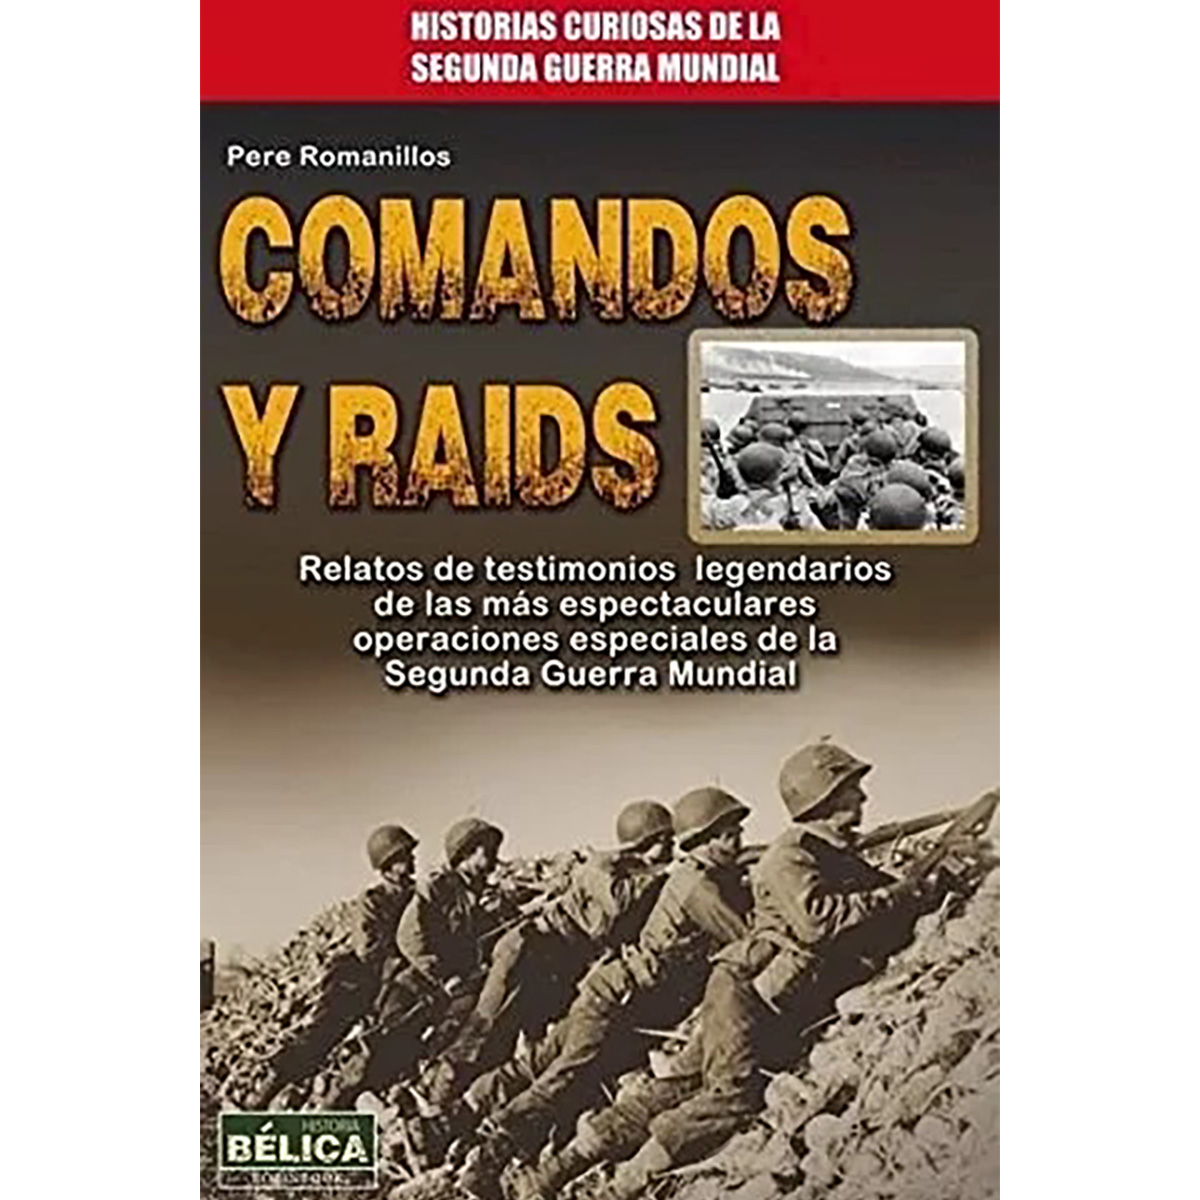 HISTORIAS CURIOSAS DE LA
SEGUNDA GUERRA MUNDIAL
Pere Romanillos
COMANDOS
Y RAIDS
Relatos de testimonios legendarios
de las más espectaculares
operaciones especiales de la
Segunda Guerra Mundial
HISTORIA
BÉLICA